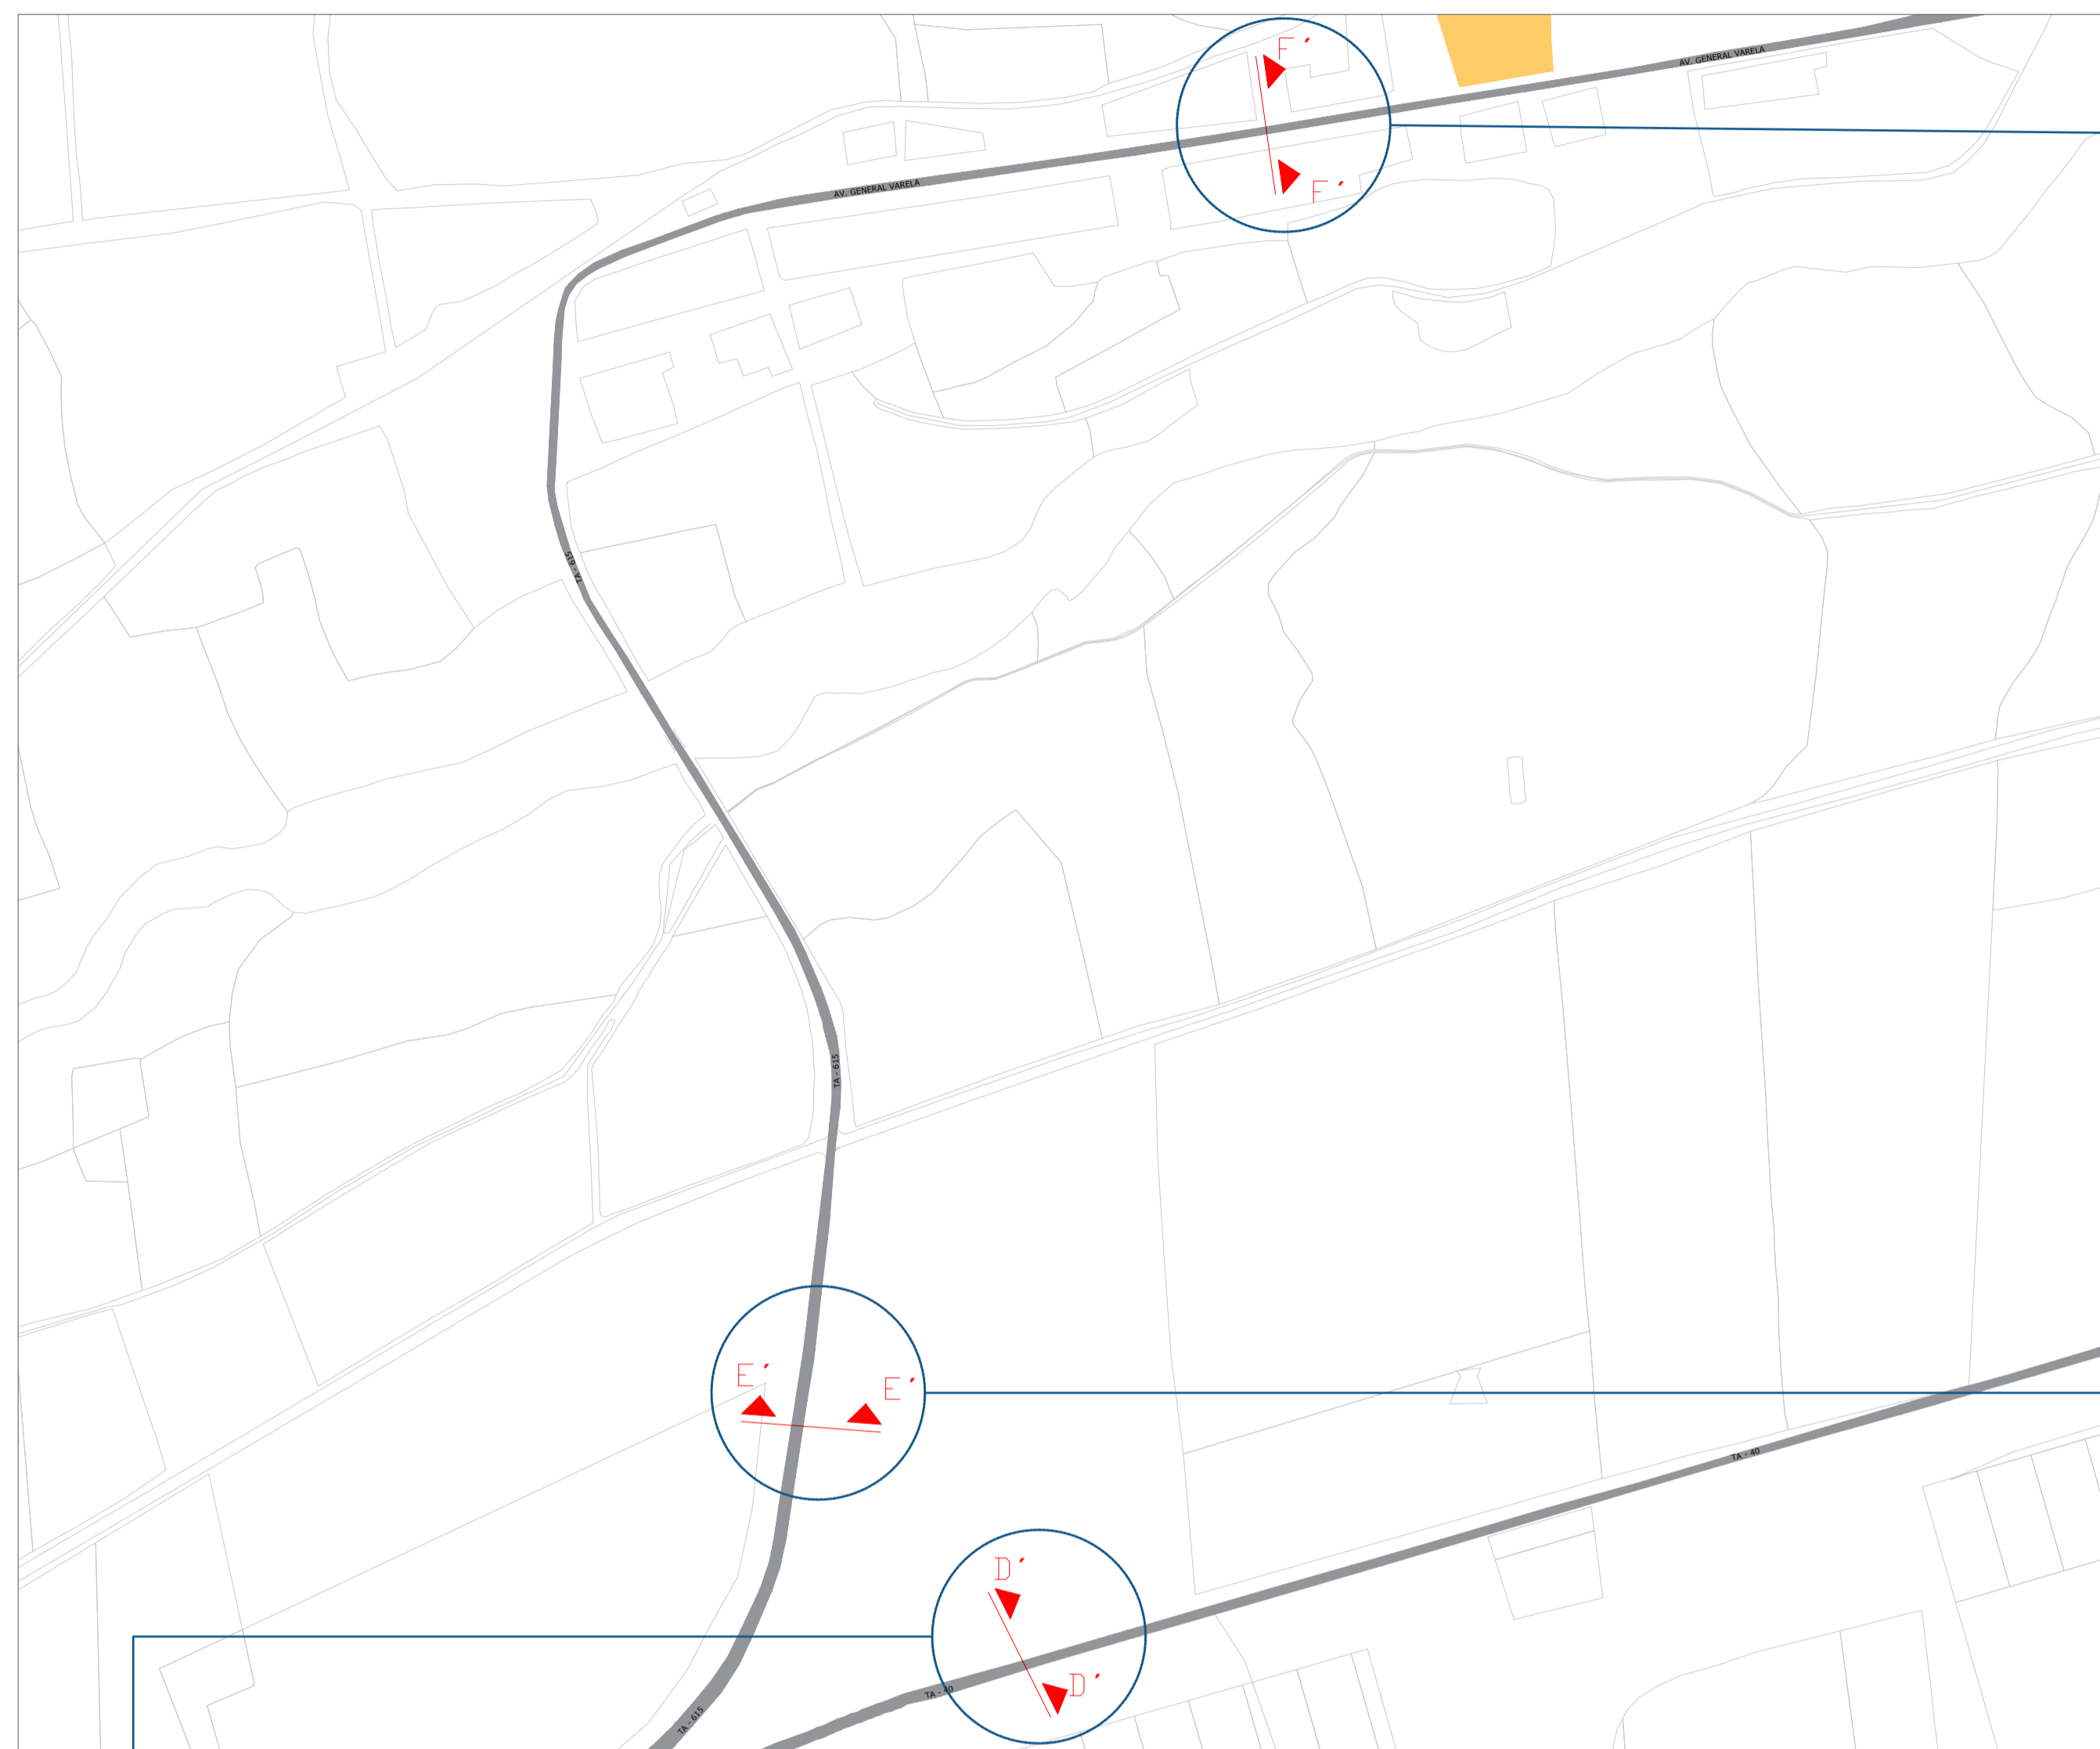 F´
AV. GENERAL VARELA
AV. GENERAL VARELA
F´
TA - 615
TA - 615
E´
E´
TA - 40
D´
D´
TA - 40
TA - 615